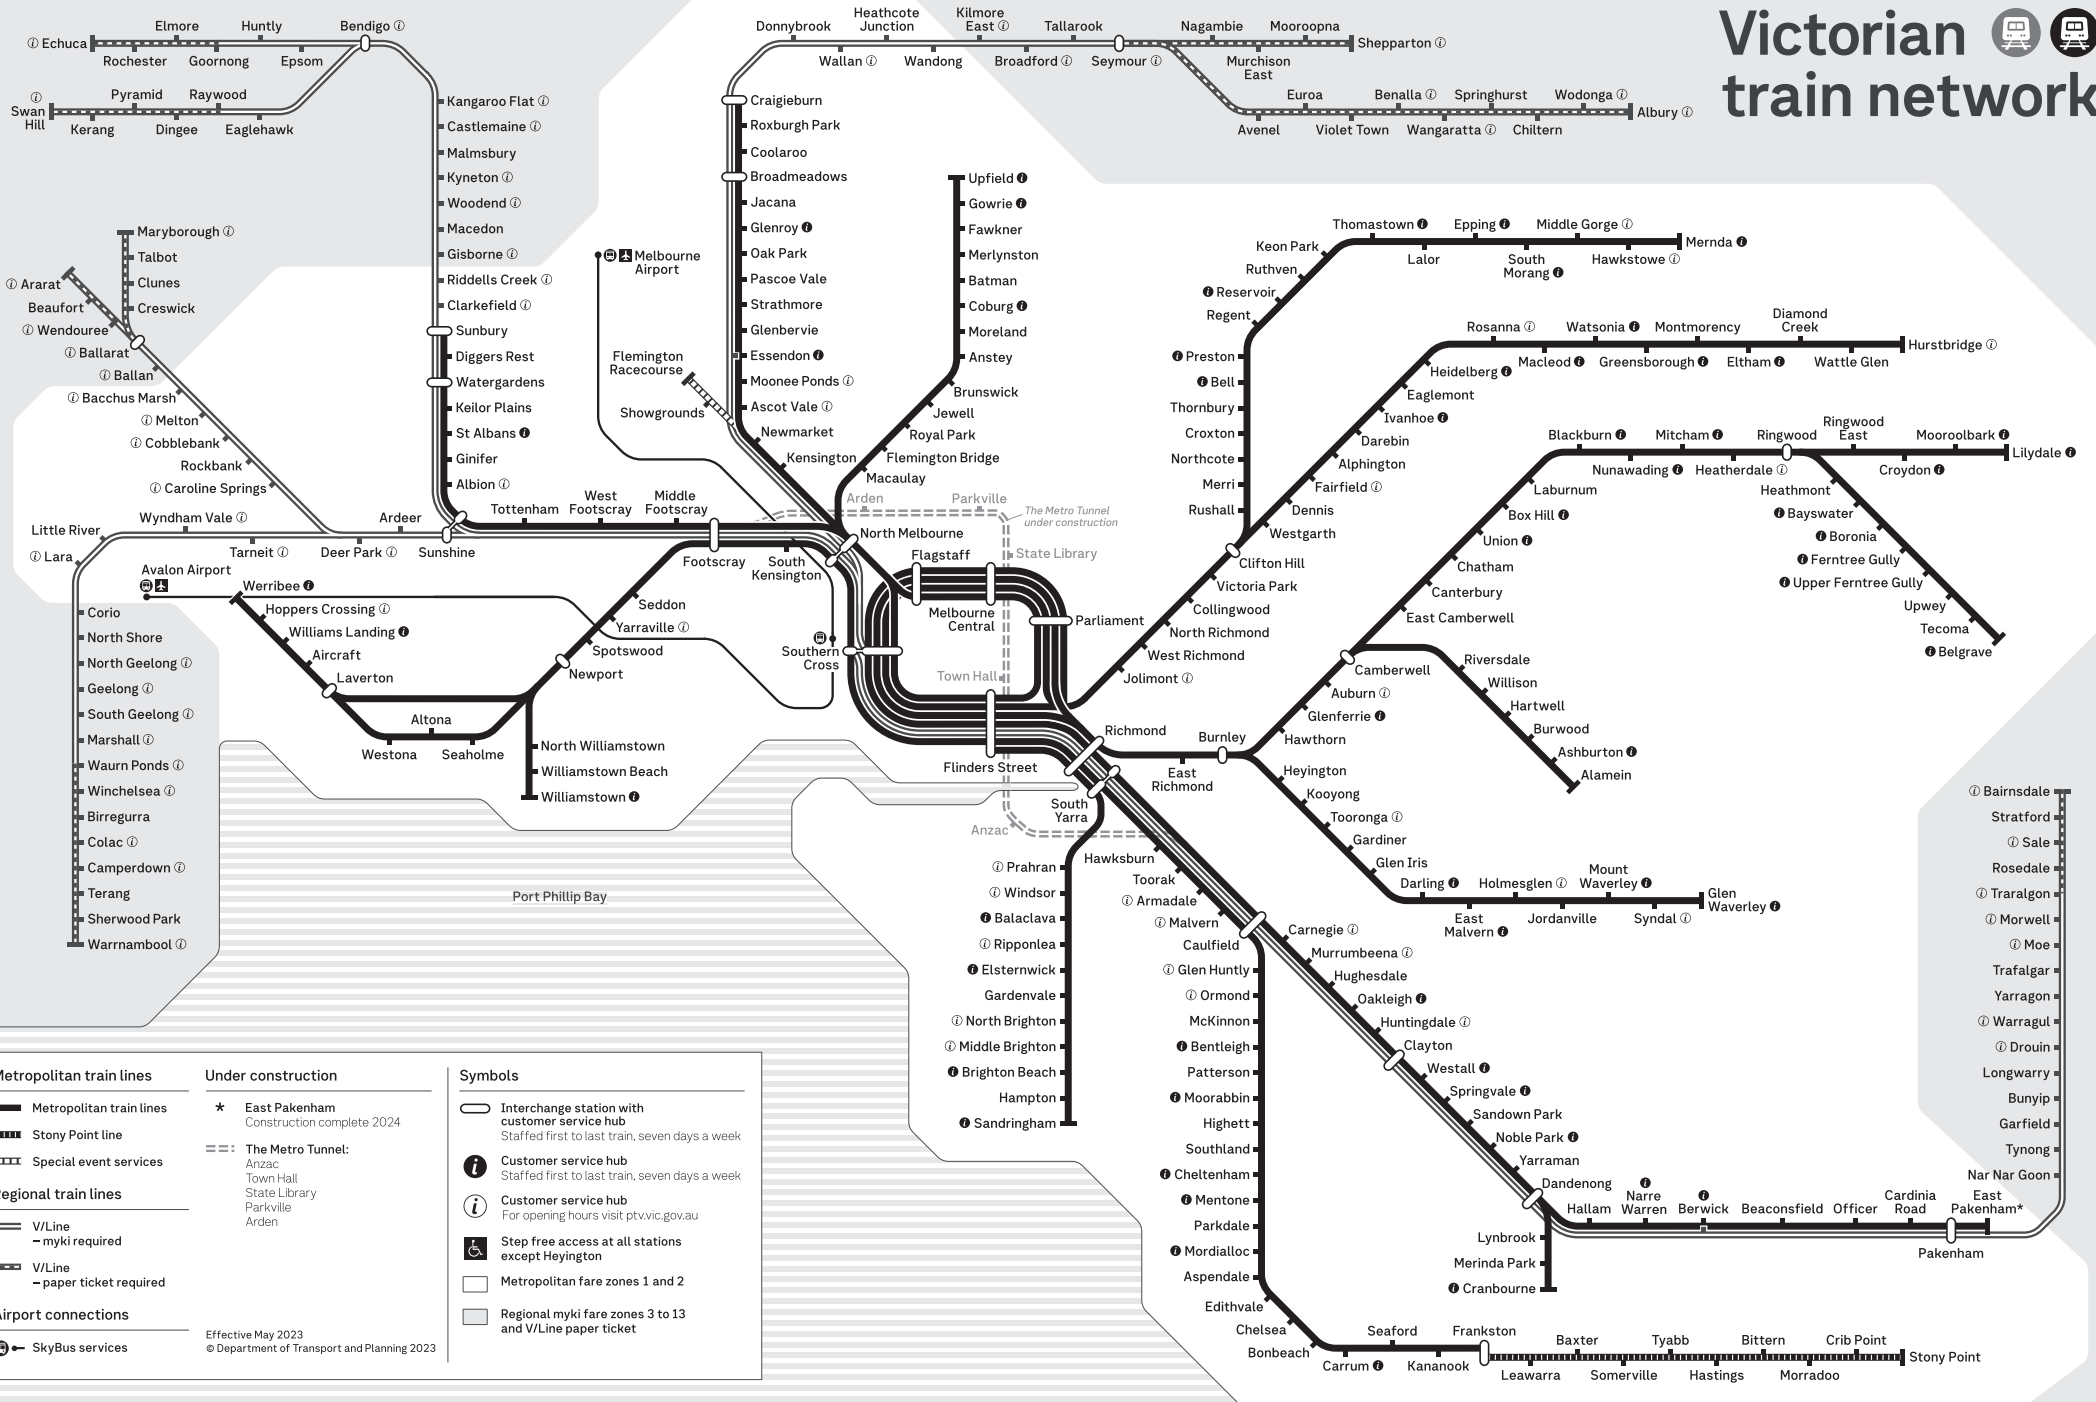 Victorian
train network
Echuca
Elmore
Huntly
Bendigo
Rochester
Goornong
Epsom
Swan
Hill
Pyramid
Raywood
Kerang
Dingee
Eaglehawk
Kangaroo Flat
Castlemaine
Malmsbury
Kyneton
Woodend
Macedon
Gisborne
Riddells Creek
Clarkefield
Sunbury
Diggers Rest
Watergardens
Keilor Plains
St Albans
Ginifer
Albion
Donnybrook
Heathcote
Junction
Kilmore
East
Tallarook
Nagambie
Mooroopna
Shepparton
Wallan
Wandong
Broadford
Seymour
Murchison
East
Euroa
Benalla
Springhurst
Wodonga
Albury
Avenel
Violet Town
Wangaratta
Chiltern
Craigieburn
Roxburgh Park
Coolaroo
Broadmeadows
Jacana
Glenroy
Oak Park
Pascoe Vale
Strathmore
Glenbervie
Essendon
Moonee Ponds
Ascot Vale
Newmarket
Kensington
Upfield
Gowrie
Fawkner
Merlynston
Batman
Coburg
Moreland
Anstey
Brunswick
Jewell
Royal Park
Flemington Bridge
Macaulay
Melbourne
Airport
Flemington
Racecourse
Showgrounds
Maryborough
Talbot
Clunes
Creswick
Ararat
Beaufort
Wendouree
Ballarat
Ballan
Bacchus Marsh
Melton
Cobblebank
Rockbank
Caroline Springs
Little River
Wyndham Vale
Ardeer
Lara
Tarneit
Deer Park
Sunshine
Tottenham
West
Footscray
Middle
Footscray
Footscray
South
Kensington
North Melbourne
Arden
Parkville
The Metro Tunnel
under construction
State Library
Flagstaff
Melbourne
Central
Parliament
Southern
Cross
Town Hall
Flinders Street
Anzac
Avalon Airport
Werribee
Hoppers Crossing
Williams Landing
Aircraft
Laverton
Altona
Westona
Seaholme
Seddon
Yarraville
Spotswood
Newport
North Williamstown
Williamstown Beach
Williamstown
Corio
North Shore
North Geelong
Geelong
South Geelong
Marshall
Waurn Ponds
Winchelsea
Birregurra
Colac
Camperdown
Terang
Sherwood Park
Warrnambool
Port Phillip Bay
Thomastown
Epping
Middle Gorge
Mernda
Keon Park
Lalor
South
Morang
Hawkstowe
Ruthven
Reservoir
Regent
Preston
Bell
Thornbury
Croxton
Northcote
Merri
Rushall
Rosanna
Watsonia
Montmorency
Diamond
Creek
Hurstbridge
Macleod
Greensborough
Eltham
Wattle Glen
Heidelberg
Eaglemont
Ivanhoe
Darebin
Alphington
Fairfield
Dennis
Westgarth
Clifton Hill
Victoria Park
Collingwood
North Richmond
West Richmond
Jolimont
Blackburn
Mitcham
Ringwood
Ringwood
East
Mooroolbark
Lilydale
Nunawading
Heatherdale
Croydon
Laburnum
Box Hill
Union
Chatham
Canterbury
East Camberwell
Camberwell
Auburn
Glenferrie
Hawthorn
Heathmont
Bayswater
Boronia
Ferntree Gully
Upper Ferntree Gully
Upwey
Tecoma
Belgrave
Riversdale
Willison
Hartwell
Burwood
Ashburton
Alamein
Richmond
East
Richmond
Burnley
Heyington
Kooyong
Tooronga
Gardiner
Glen Iris
Darling
Holmesglen
Mount
Waverley
Glen
Waverley
East
Malvern
Jordanville
Syndal
South
Yarra
Prahran
Windsor
Balaclava
Ripponlea
Elsternwick
Gardenvale
North Brighton
Middle Brighton
Brighton Beach
Hampton
Sandringham
Hawksburn
Toorak
Armadale
Malvern
Caulfield
Glen Huntly
Ormond
McKinnon
Bentleigh
Patterson
Moorabbin
Highett
Southland
Cheltenham
Mentone
Parkdale
Mordialloc
Aspendale
Edithvale
Chelsea
Bonbeach
Carrum
Seaford
Kananook
Frankston
Leawarra
Baxter
Somerville
Tyabb
Hastings
Bittern
Morradoo
Crib Point
Stony Point
Carnegie
Murrumbeena
Hughesdale
Oakleigh
Huntingdale
Clayton
Westall
Springvale
Sandown Park
Noble Park
Yarraman
Dandenong
Hallam
Narre
Warren
Berwick
Beaconsfield
Officer
Cardinia
Road
East
Pakenham*
Pakenham
Lynbrook
Merinda Park
Cranbourne
Bairnsdale
Stratford
Sale
Rosedale
Traralgon
Morwell
Moe
Trafalgar
Yarragon
Warragul
Drouin
Longwarry
Bunyip
Garfield
Tynong
Nar Nar Goon
Metropolitan train lines
Metropolitan train lines
Stony Point line
Special event services
Regional train lines
V/Line
– myki required
V/Line
– paper ticket required
Airport connections
SkyBus services
Under construction
* East Pakenham
Construction complete 2024
The Metro Tunnel:
Anzac
Town Hall
State Library
Parkville
Arden
Effective May 2023
© Department of Transport and Planning 2023
Symbols
Interchange station with
customer service hub
Staffed first to last train, seven days a week
Customer service hub
Staffed first to last train, seven days a week
Customer service hub
For opening hours visit ptv.vic.gov.au
Step free access at all stations
except Heyington
Metropolitan fare zones 1 and 2
Regional myki fare zones 3 to 13
and V/Line paper ticket